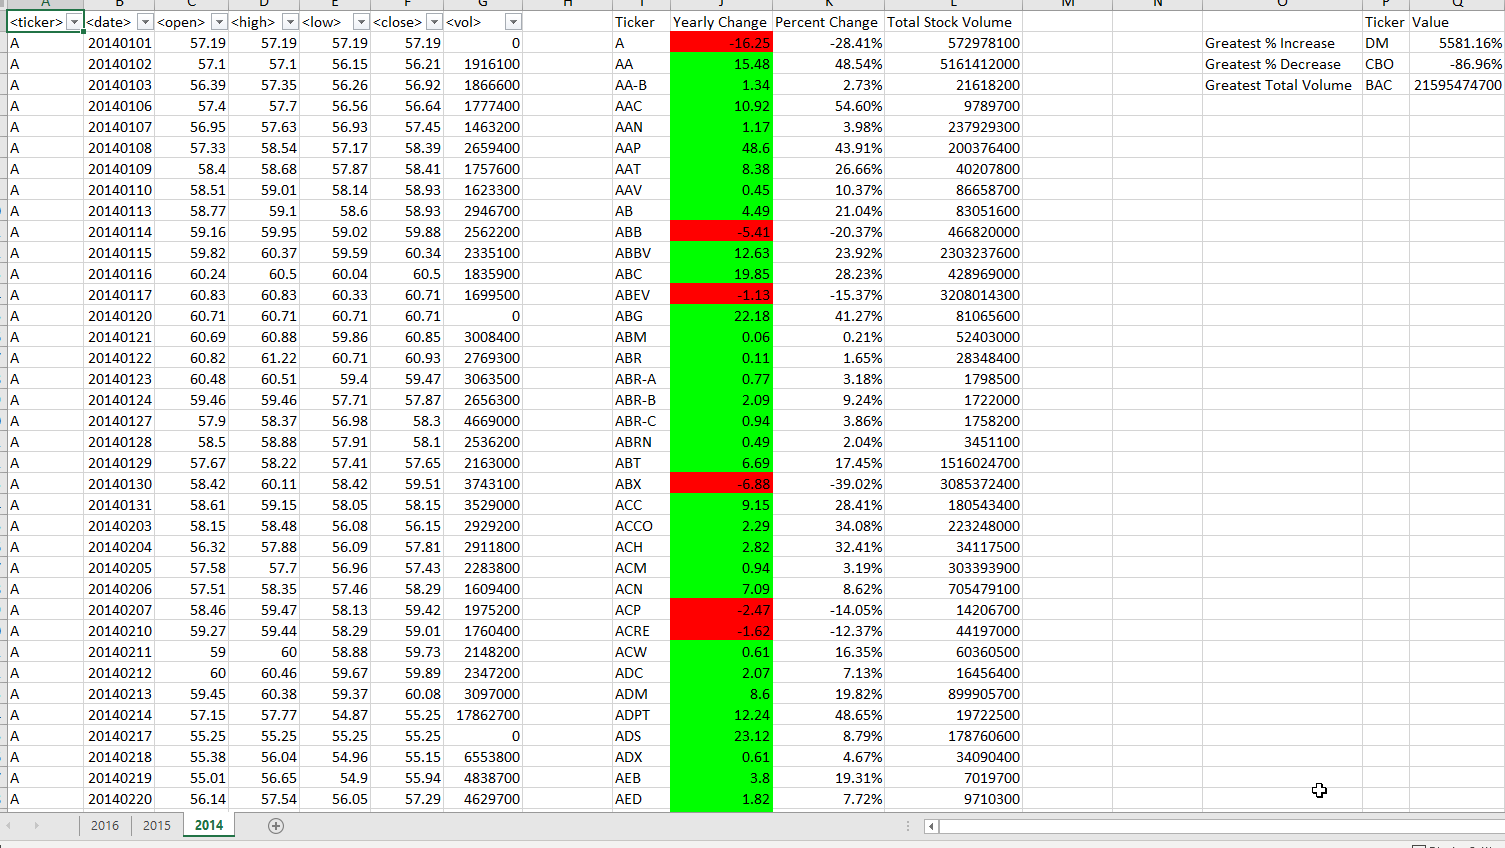 A B C D E F G H I J K L M N O P Q
<ticker> <date> <open> <high> <low> <close> <vol> Ticker Yearly Change Percent Change Total Stock Volume Ticker Value
A 20140101 57.19 57.19 57.19 57.19 0 A -16.25 -28.41% 572978100 Greatest % Increase DM 5581.16%
A 20140102 57.1 57.1 56.15 56.21 1916100 AA 15.48 48.54% 5161412000 Greatest % Decrease CBO -86.96%
A 20140103 56.39 57.35 56.26 56.92 1866600 AA-B 1.34 2.73% 21618200 Greatest Total Volume BAC 21595474700
A 20140106 57.4 57.7 56.56 56.64 1777400 AAC 10.92 54.60% 9789700
A 20140107 56.95 57.63 56.93 57.45 1463200 AAN 1.17 3.98% 237929300
A 20140108 57.33 58.54 57.17 58.39 2659400 AAP 48.6 43.91% 200376400
A 20140109 58.4 58.68 57.87 58.41 1757600 AAT 8.38 26.66% 40207800
A 20140110 58.51 59.01 58.14 58.93 1623300 AAV 0.45 10.37% 86658700
A 20140113 58.77 59.1 58.6 58.93 2946700 AB 4.49 21.04% 83051600
A 20140114 59.16 59.95 59.02 59.88 2562200 ABB -5.41 -20.37% 466820000
A 20140115 59.82 60.37 59.59 60.34 2335100 ABBV 12.63 23.92% 2303237600
A 20140116 60.24 60.5 60.04 60.5 1835900 ABC 19.85 28.23% 428969000
A 20140117 60.83 60.83 60.33 60.71 1699500 ABEV -1.13 -15.37% 3208014300
A 20140120 60.71 60.71 60.71 60.71 0 ABG 22.18 41.27% 81065600
A 20140121 60.69 60.88 59.86 60.85 3008400 ABM 0.06 0.21% 52403000
A 20140122 60.82 61.22 60.71 60.93 2769300 ABR 0.11 1.65% 28348400
A 20140123 60.48 60.51 59.4 59.47 3063500 ABR-A 0.77 3.18% 1798500
A 20140124 59.46 59.46 57.71 57.87 2656300 ABR-B 2.09 9.24% 1722000
A 20140127 57.9 58.37 56.98 58.3 4669000 ABR-C 0.94 3.86% 1758200
A 20140128 58.5 58.88 57.91 58.1 2536200 ABRN 0.49 2.04% 3451100
A 20140129 57.67 58.22 57.41 57.65 2163000 ABT 6.69 17.45% 1516024700
A 20140130 58.42 60.11 58.42 59.51 3743100 ABX -6.88 -39.02% 3085372400
A 20140131 58.61 59.15 58.05 58.15 3529000 ACC 9.15 28.41% 180543400
A 20140203 58.15 58.48 56.08 56.15 2929200 ACCO 2.29 34.08% 223248000
A 20140204 56.32 57.88 56.09 57.81 2911800 ACH 2.82 32.41% 34117500
A 20140205 57.58 57.7 56.96 57.43 2283800 ACM 0.94 3.19% 303393900
A 20140206 57.51 58.35 57.46 58.29 1609400 ACN 7.09 8.62% 705479100
A 20140207 58.46 59.47 58.13 59.42 1975200 ACP -2.47 -14.05% 14206700
A 20140210 59.27 59.44 58.29 59.01 1760400 ACRE -1.62 -12.37% 44197000
A 20140211 59 60 58.88 59.73 2148200 ACW 0.61 16.35% 60360500
A 20140212 60 60.46 59.67 59.89 2347200 ADC 2.07 7.13% 16456400
A 20140213 59.45 60.38 59.37 60.08 3097000 ADM 8.6 19.82% 899905700
A 20140214 57.15 57.77 54.87 55.25 17862700 ADPT 12.24 48.65% 19722500
A 20140217 55.25 55.25 55.25 55.25 0 ADS 23.12 8.79% 178760600
A 20140218 55.38 56.04 54.96 55.15 6553800 ADX 0.61 4.67% 34090400
A 20140219 55.01 56.65 54.9 55.94 4838700 AEB 3.8 19.31% 7019700
A 20140220 56.14 57.54 56.05 57.29 4629700 AED 1.82 7.72% 9710300
2016 2015 2014